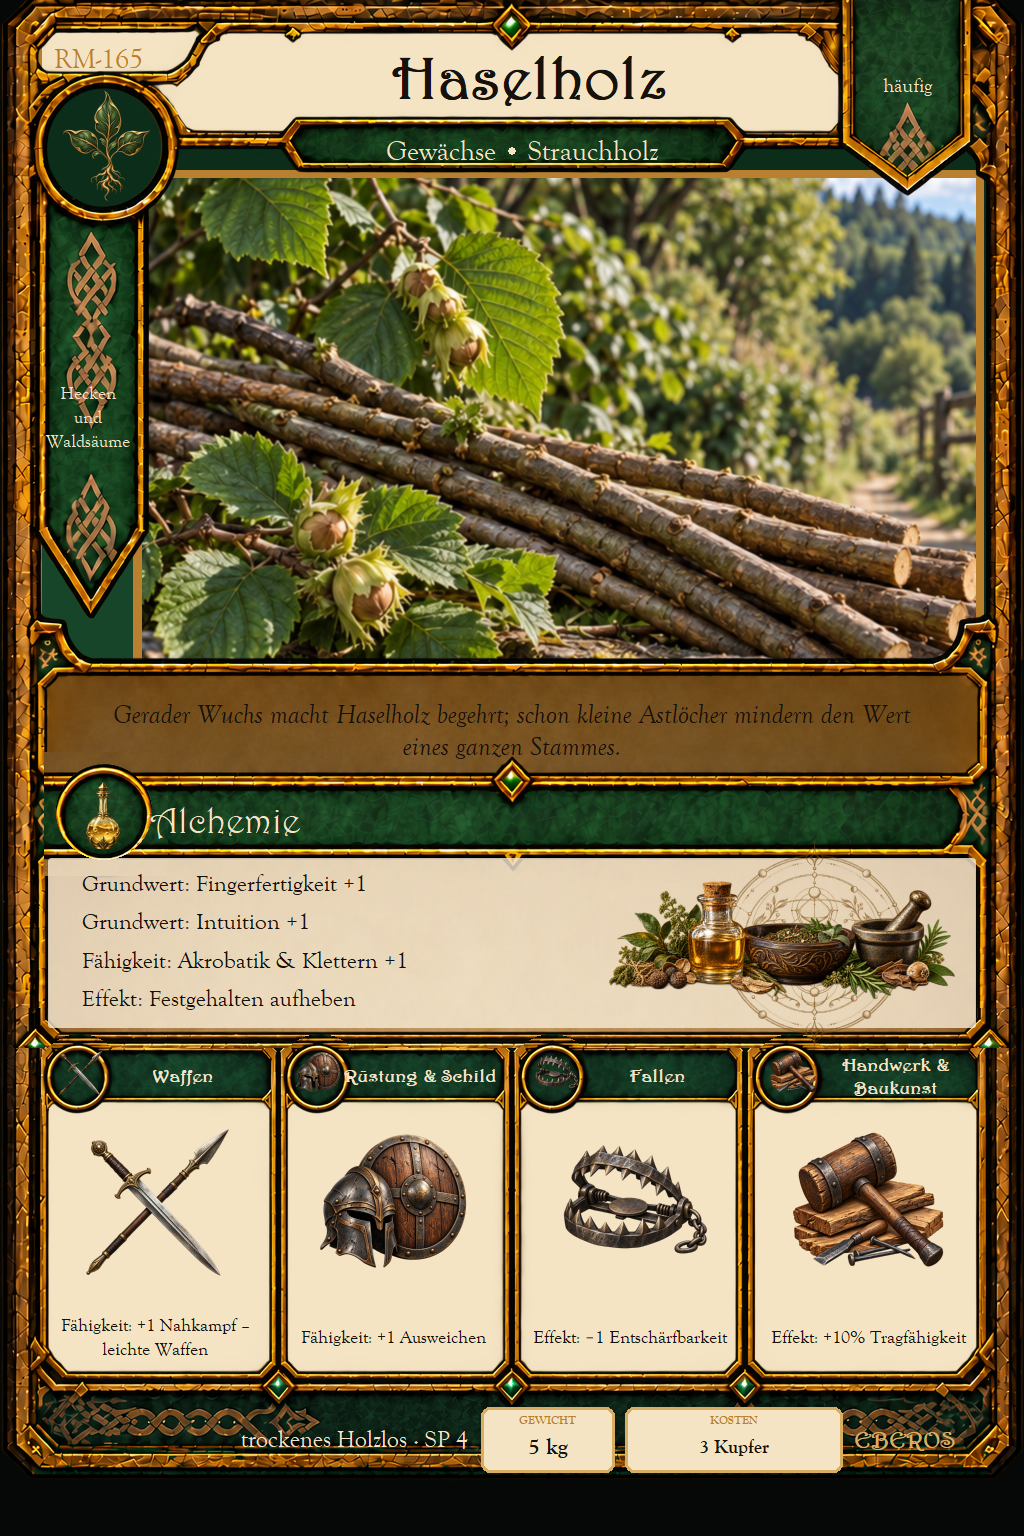 RM-165
Haselholz
häufig
Gewächse • Strauchholz
Hecken
und
Waldsäume
Gerader Wuchs macht Haselholz begehrt; schon kleine Astlöcher mindern den Wert
eines ganzen Stammes.
Alchemie
Grundwert: Fingerfertigkeit +1
Grundwert: Intuition +1
Fähigkeit: Akrobatik & Klettern +1
Effekt: Festgehalten aufheben
Waffen
Fähigkeit: +1 Nahkampf –
leichte Waffen
Rüstung & Schild
Fähigkeit: +1 Ausweichen
Fallen
Effekt: −1 Entschärfbarkeit
Handwerk &
Baukunst
Effekt: +10% Tragfähigkeit
trockenes Holzlos · SP 4
GEWICHT
5 kg
KOSTEN
3 Kupfer
EBEROS